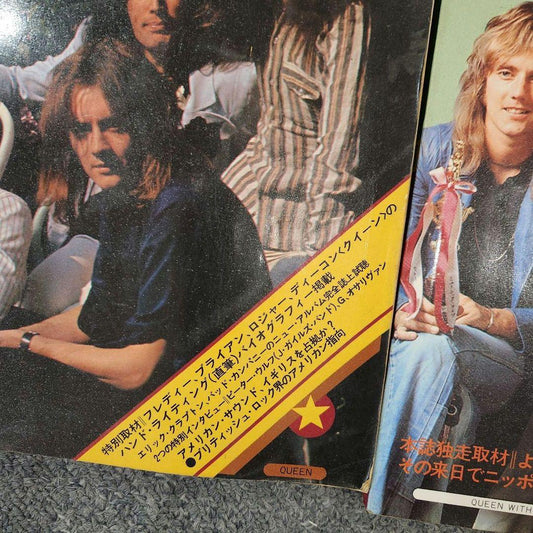 特別取材‖フレディー、ブライアン、ロジャー、ディーコン〈クイーン〉の
ハンド・ライティング(直筆)バイオグラフィー掲載
エリック・クラプトン、バッド・カンパニーのニュー・アルバム完全誌上試聴
2つの特別インタビュー‖ピーター・ウルフ(J・ガイルズ・バンド)、G・オサリヴァン
アメリカン・サウンド、イギリスを占拠か?
●ブリティッシュ・ロック界のアメリカン指向
QUEEN
本誌独走取材‖よ
その来日でニッポ
QUEEN WITH